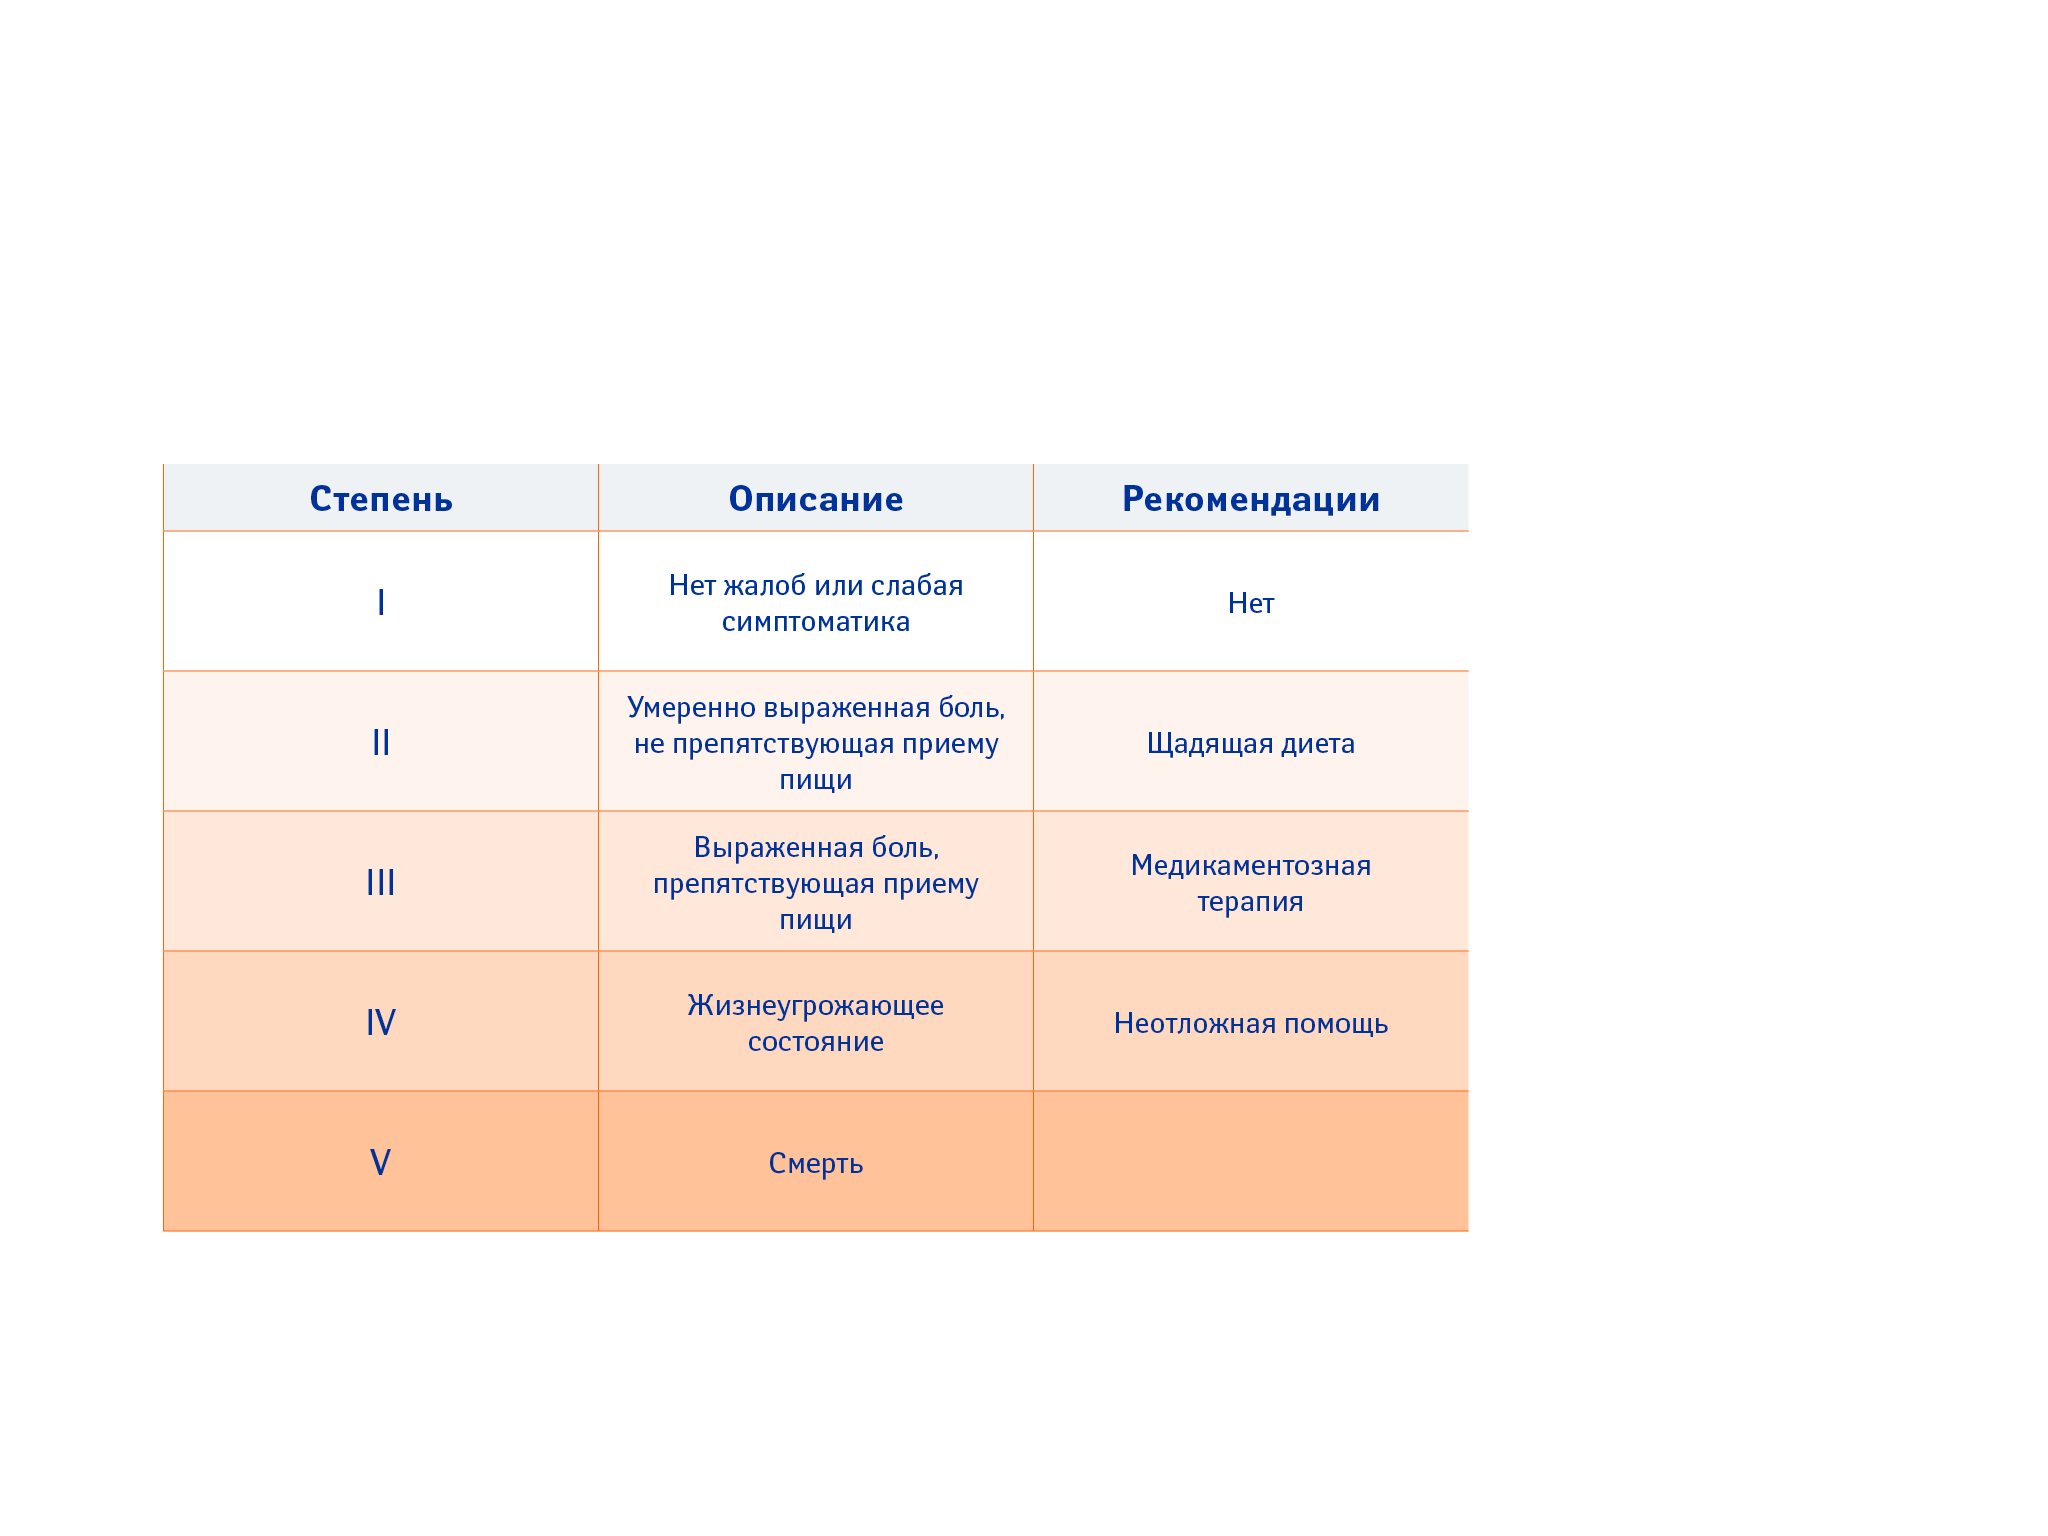 Степень Описание Рекомендации
I
Нет жалоб или слабая
симптоматика
Нет
II
Умеренно выраженная боль,
не препятствующая приему
пищи
Щадящая диета
III
Выраженная боль,
препятствующая приему
пищи
Медикаментозная
терапия
IV
Жизнеугрожающее
состояние
Неотложная помощь
V
Смерть